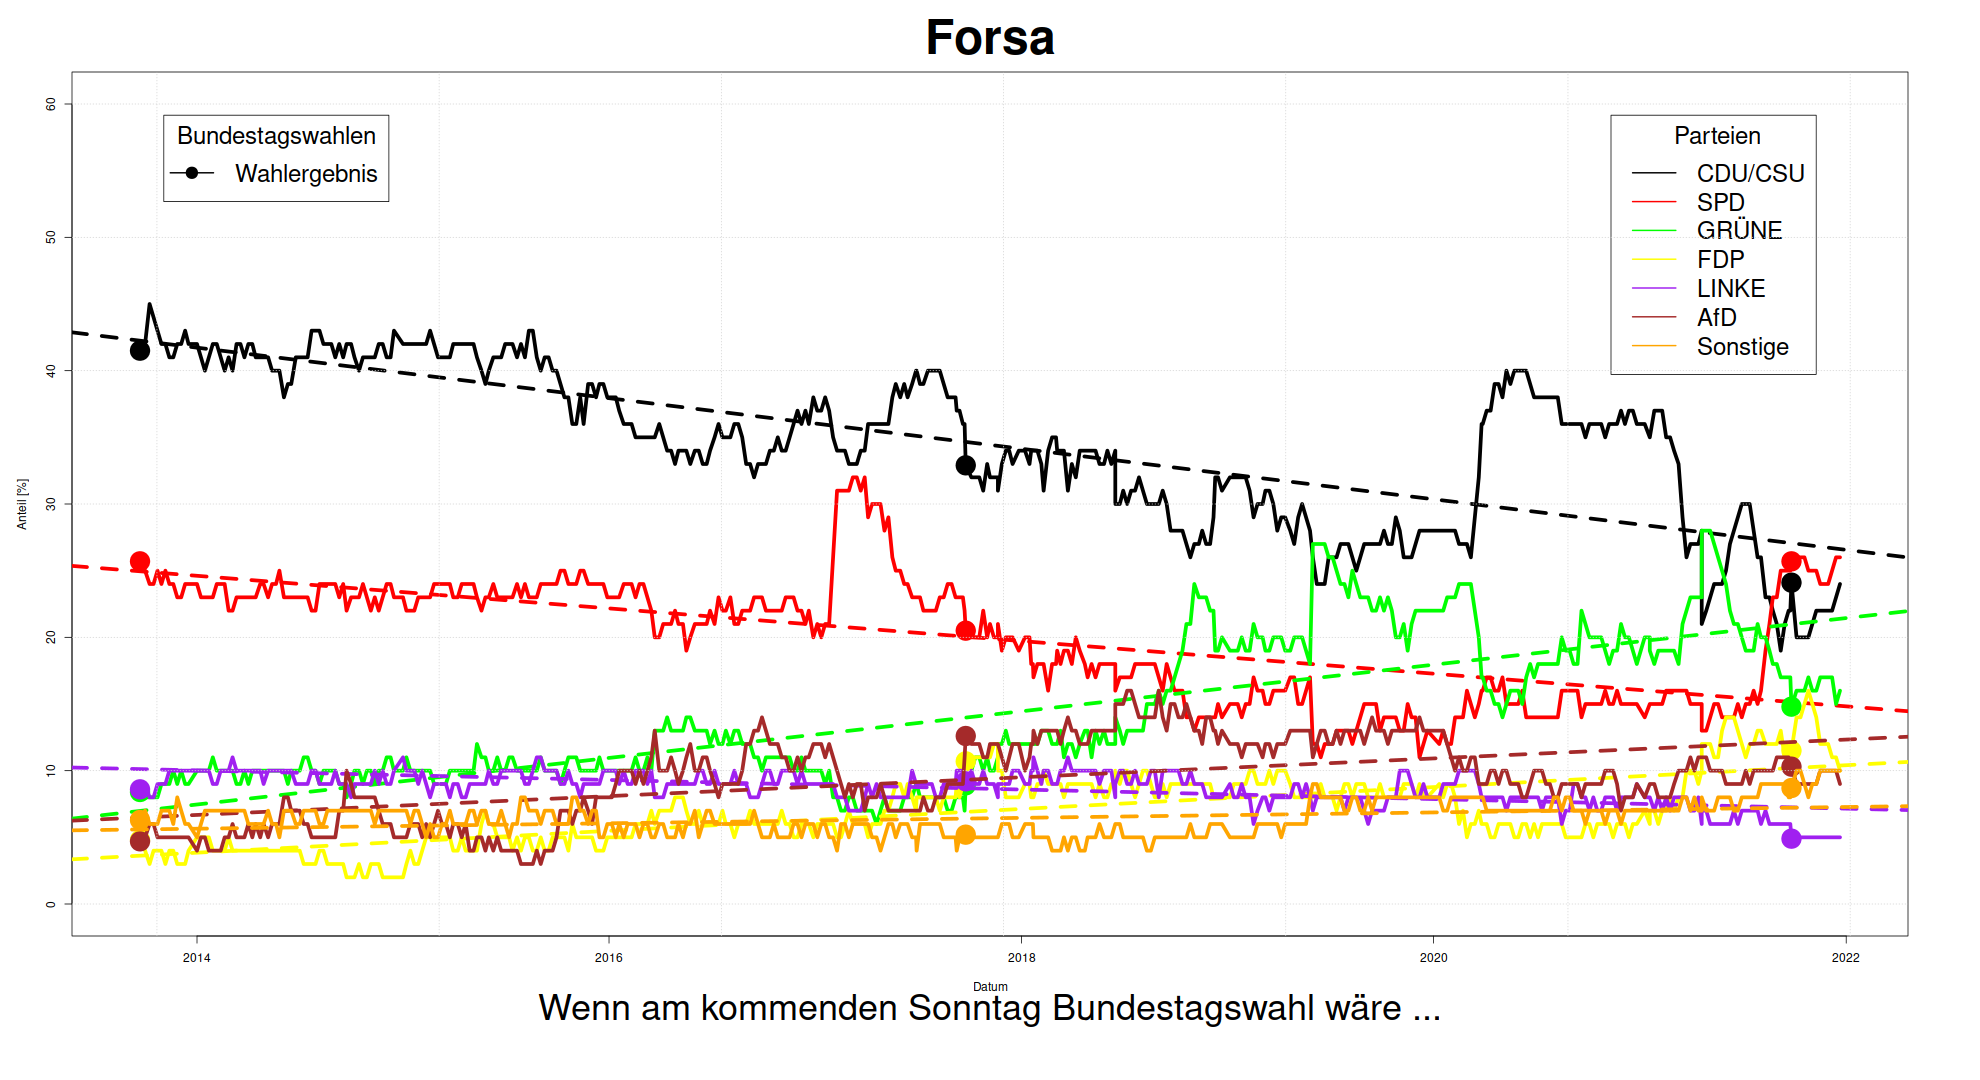 Forsa
60
50
40
30
20
10
0
Anteil [%]
Bundestagswahlen
Wahlergebnis
Parteien
CDU/CSU
SPD
GRÜNE
FDP
LINKE
AfD
Sonstige
2014 2016 2018 2020 2022
Datum
Wenn am kommenden Sonntag Bundestagswahl wäre ...